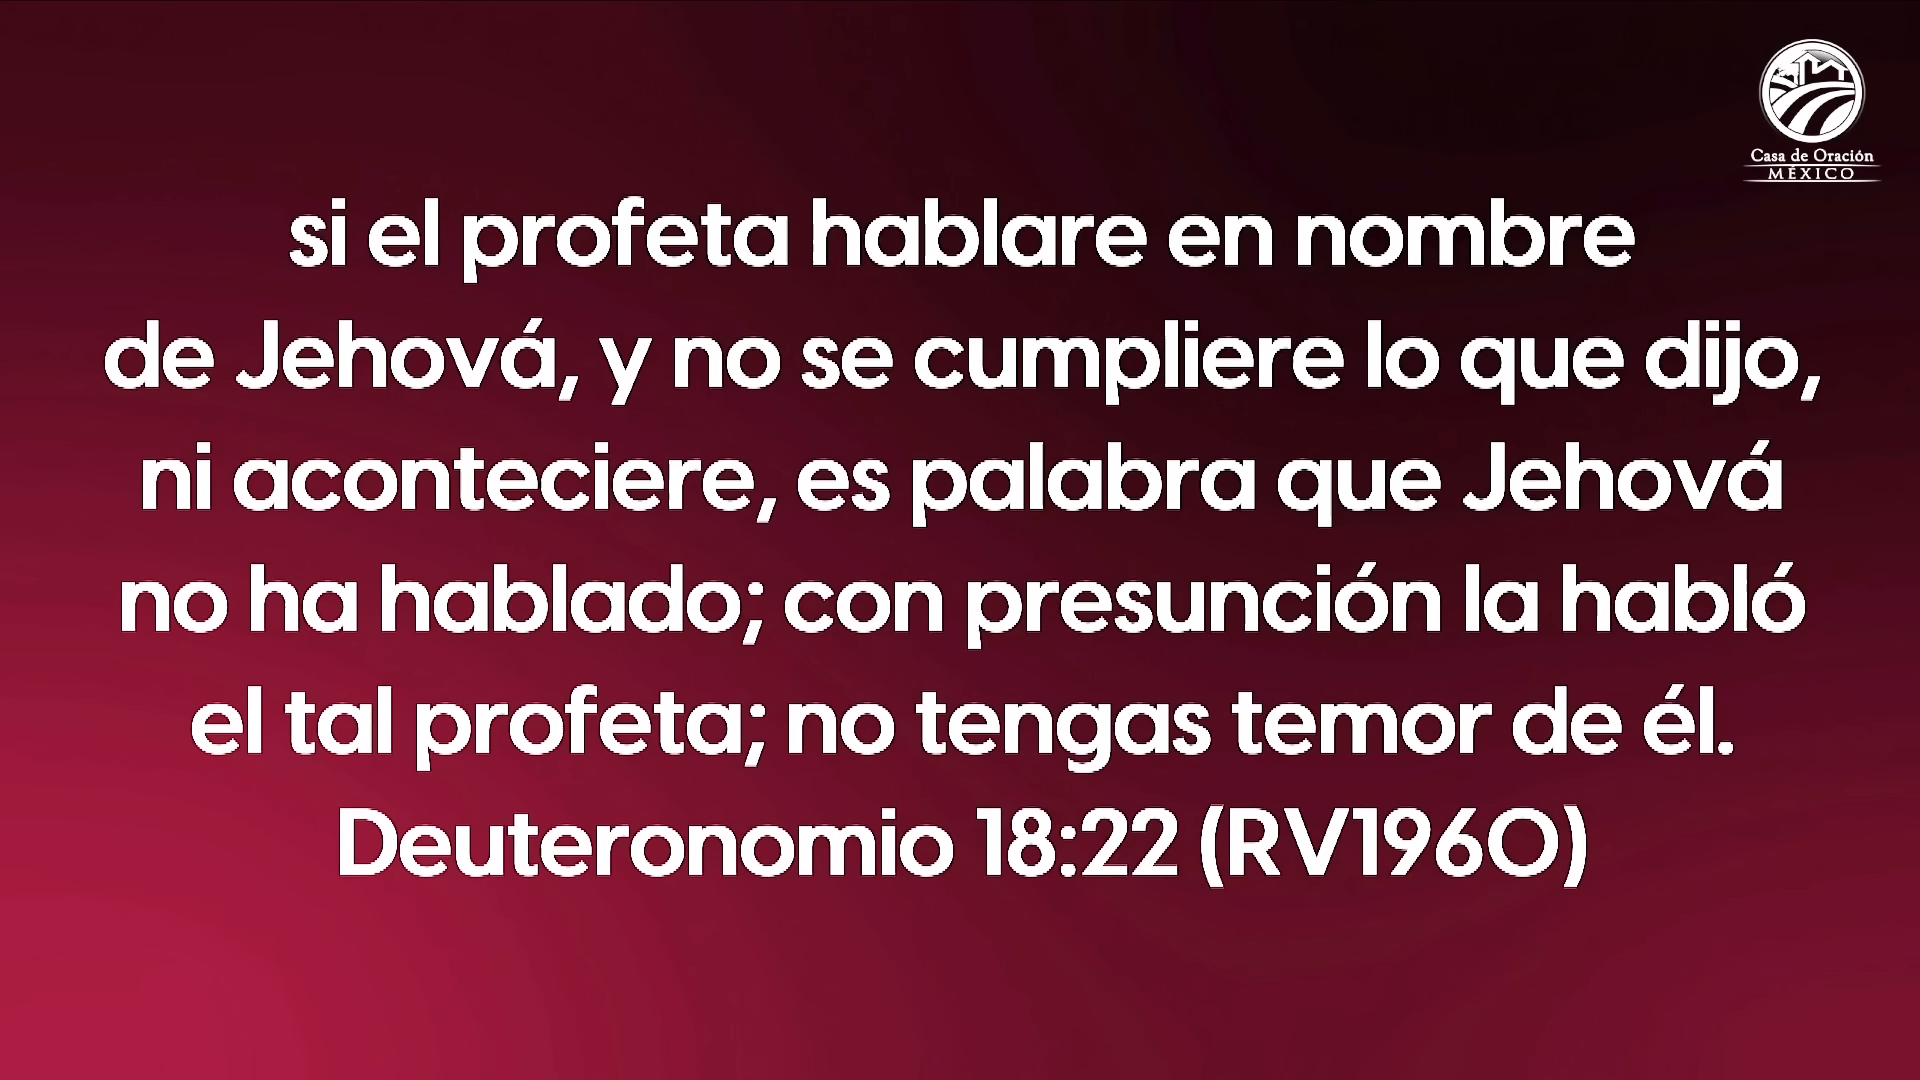 Casa de Oración
MÉXICO
si el profeta hablare en nombre
de Jehová, y no se cumpliere lo que dijo,
ni aconteciere, es palabra que Jehová
no ha hablado; con presunción la habló
el tal profeta; no tengas temor de él.
Deuteronomio 18:22 (RV1960)